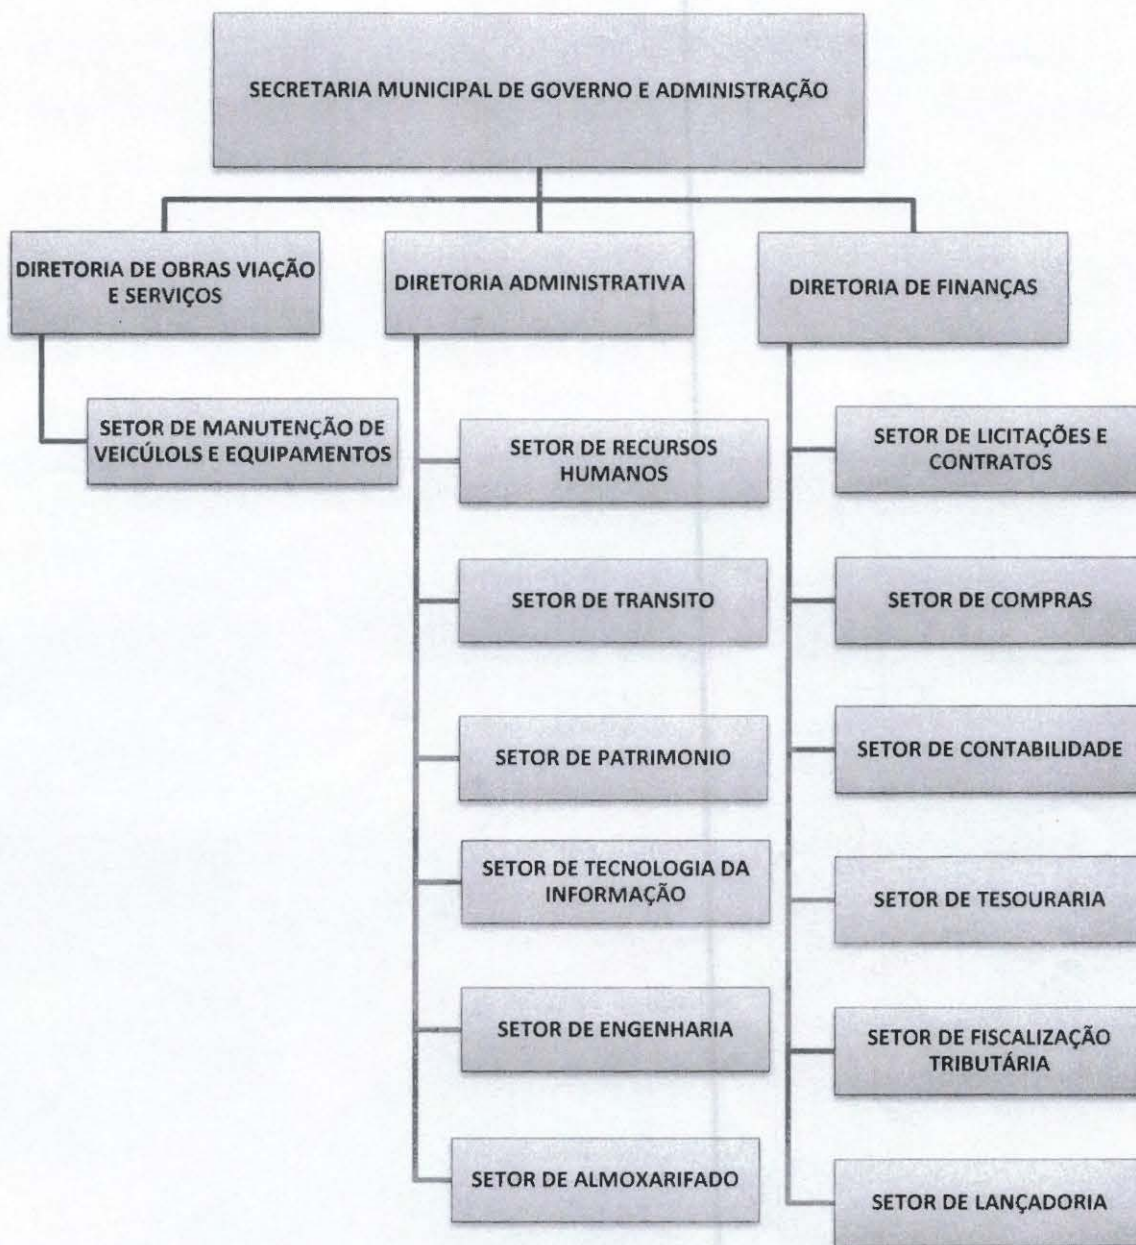 SECRETARIA MUNICIPAL DE GOVERNO E ADMINISTRAÇÃO
DIRETORIA DE OBRAS VIAÇÃO
E SERVIÇOS
SETOR DE MANUTENÇÃO DE
VEICÚLOLS E EQUIPAMENTOS
DIRETORIA ADMINISTRATIVA
SETOR DE RECURSOS
HUMANOS
SETOR DE TRANSITO
SETOR DE PATRIMONIO
SETOR DE TECNOLOGIA DA
INFORMAÇÃO
SETOR DE ENGENHARIA
SETOR DE ALMOXARIFADO
DIRETORIA DE FINANÇAS
SETOR DE LICITAÇÕES E
CONTRATOS
SETOR DE COMPRAS
SETOR DE CONTABILIDADE
SETOR DE TESOURARIA
SETOR DE FISCALIZAÇÃO
TRIBUTÁRIA
SETOR DE LANÇADORIA